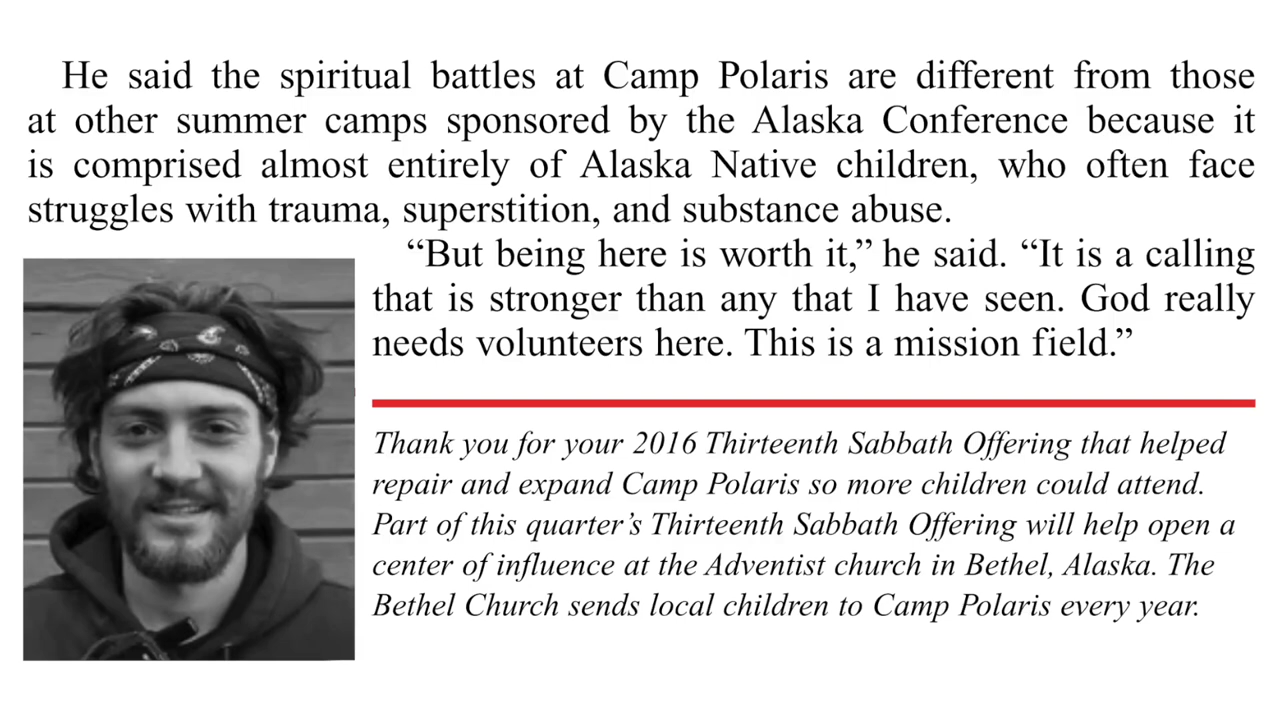 He said the spiritual battles at Camp Polaris are different from those
at other summer camps sponsored by the Alaska Conference because it
is comprised almost entirely of Alaska Native children, who often face
struggles with trauma, superstition, and substance abuse.
“But being here is worth it,” he said. “It is a calling
that is stronger than any that I have seen. God really
needs volunteers here. This is a mission field.”
Thank you for your 2016 Thirteenth Sabbath Offering that helped
repair and expand Camp Polaris so more children could attend.
Part of this quarter’s Thirteenth Sabbath Offering will help open a
center of influence at the Adventist church in Bethel, Alaska. The
Bethel Church sends local children to Camp Polaris every year.